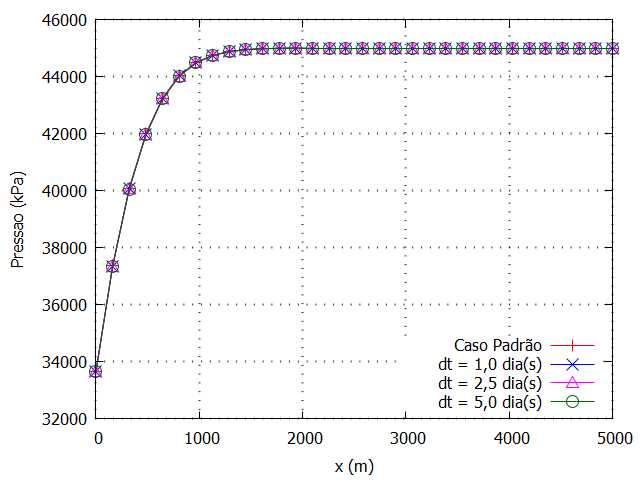 46000
44000
42000
40000
38000
36000
34000
32000
Pressao (kPa)
0
1000
2000
3000
4000
5000
x (m)
Caso Padrão
dt = 1,0 dia(s)
dt = 2,5 dia(s)
dt = 5,0 dia(s)